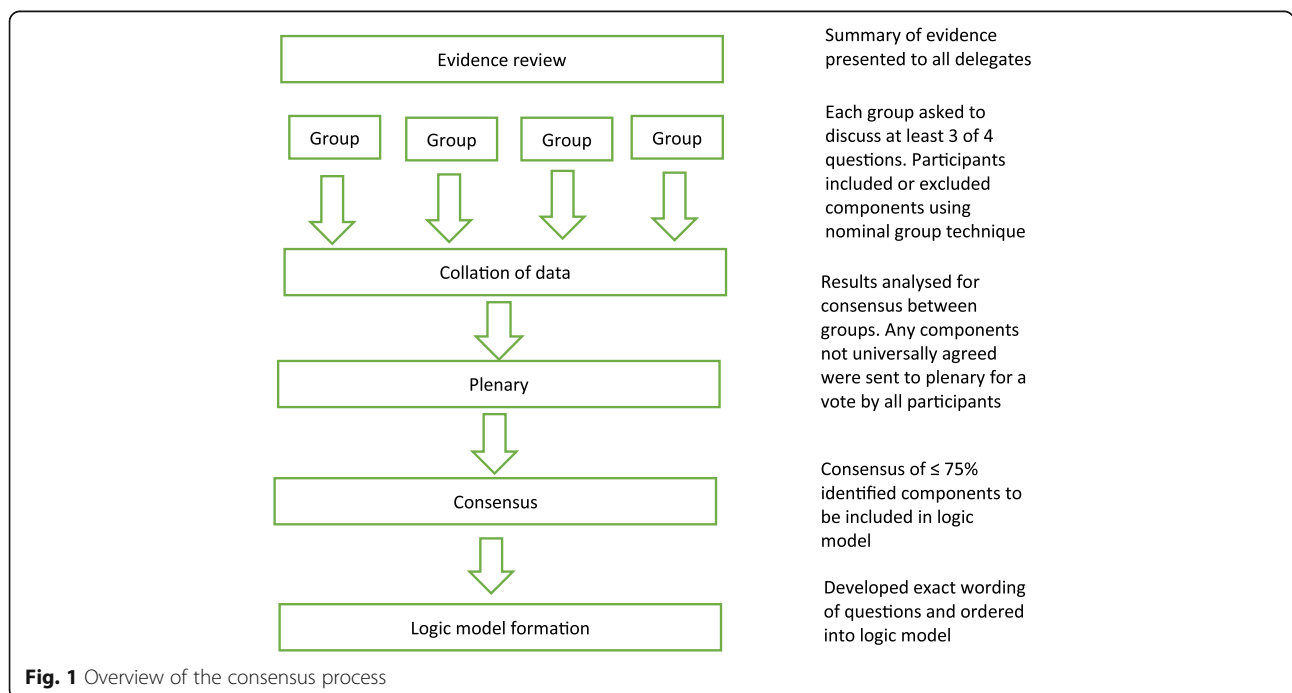 Evidence review
Summary of evidence
presented to all delegates
Group
Group
Group
Group
Each group asked to
discuss at least 3 of 4
questions. Participants
included or excluded
components using
nominal group technique
Collation of data
Results analysed for
consensus between
groups. Any components
not universally agreed
were sent to plenary for a
vote by all participants
Plenary
Consensus
Consensus of ≤ 75%
identified components to
be included in logic
model
Logic model formation
Developed exact wording
of questions and ordered
into logic model
Fig. 1 Overview of the consensus process